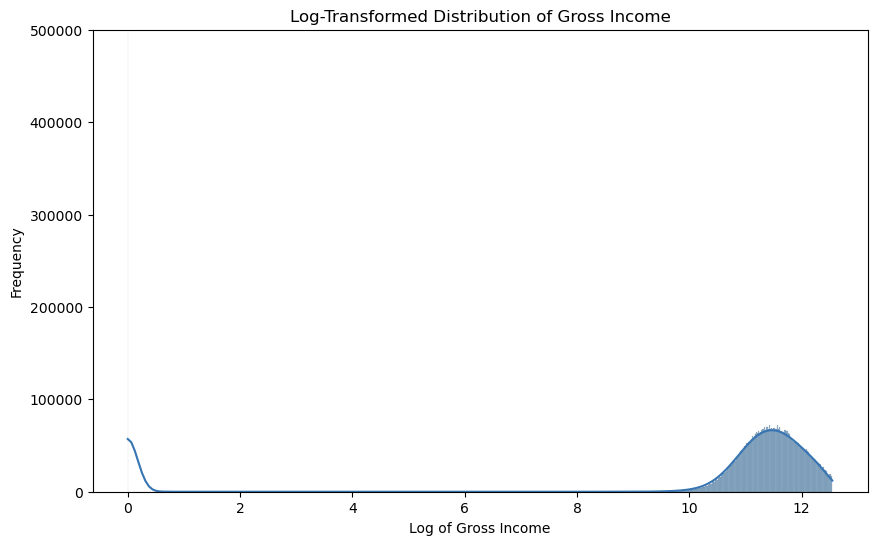 Log-Transformed Distribution of Gross Income
500000
400000
300000
200000
100000
0
Frequency
0 2 4 6 8 10 12
Log of Gross Income